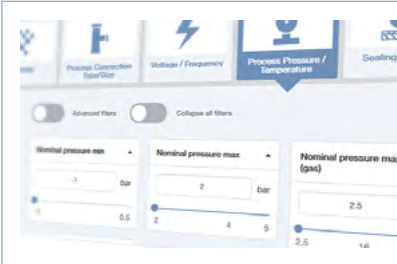 Process Connection
Type/Size
Voltage / Frequency
Process Pressure /
Temperature
Sealing
Advanced filters
Collapse all filters
Nominal pressure min
-1
bar
-1
0.5
Nominal pressure max
2
bar
2
4
5
Nominal pressure max
(gas)
2.5
2.5
16